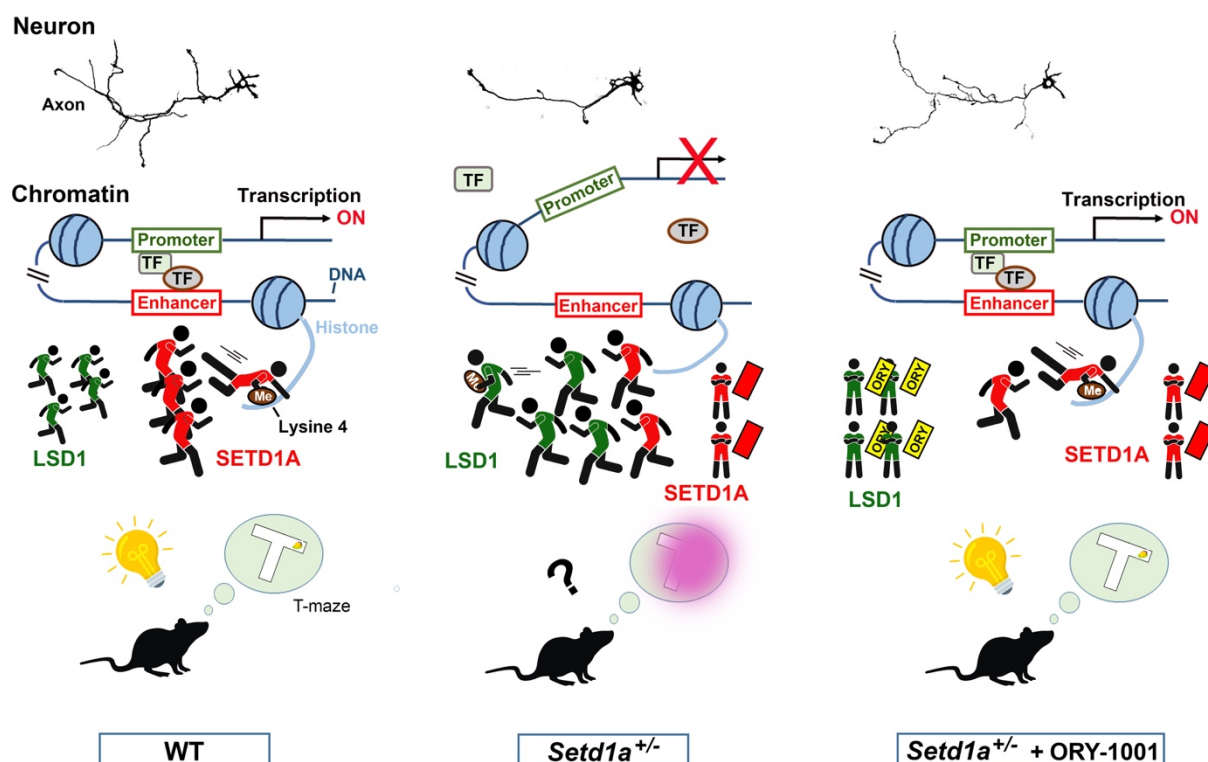 Neuron
Axon
Chromatin
Transcription
ON
Promoter
TF
TF
Enhancer
DNA
Histone
Me
Lysine 4
LSD1
SETD1A
T-maze
WT
TF
Promoter
X
TF
Enhancer
Me
LSD1
SETD1A
?
Setd1a+/-
Transcription
ON
Promoter
TF
TF
Enhancer
ORY
ORY
Me
ORY
ORY
SETD1A
LSD1
Setd1a+/- + ORY-1001